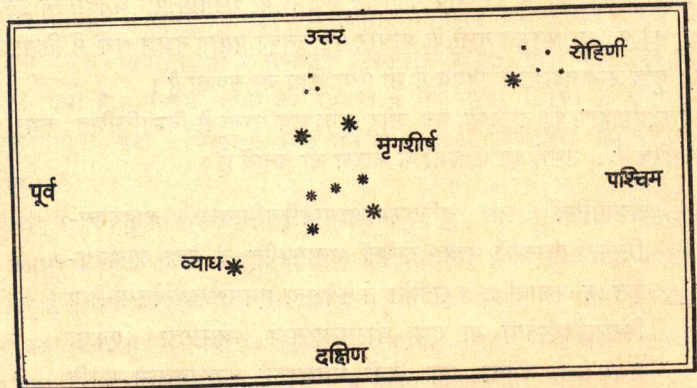 उत्तर
रोहिणी
मृगशीर्ष
पूर्व
पश्चिम
व्याध
दक्षिण